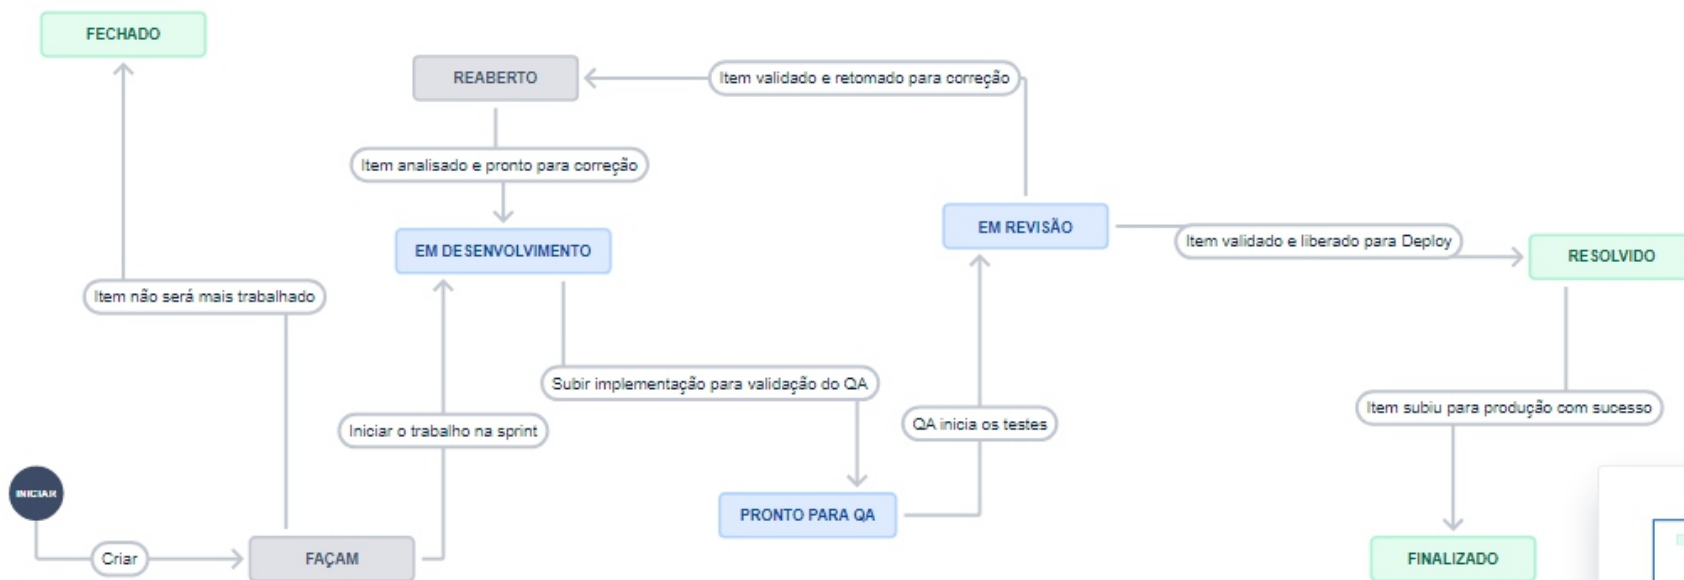 FECHADO
REABERTO
Item validado e retomado para correção
Item analisado e pronto para correção
EM REVISÃO
EM DESENVOLVIMENTO
Item validado e liberado para Deploy
RESOLVIDO
Item não será mais trabalhado
Subir implementação para validação do QA
Item subiu para produção com sucesso
QA inicia os testes
Iniciar o trabalho na sprint
INICIAR
PRONTO PARA QA
Criar
FAÇAM
FINALIZADO